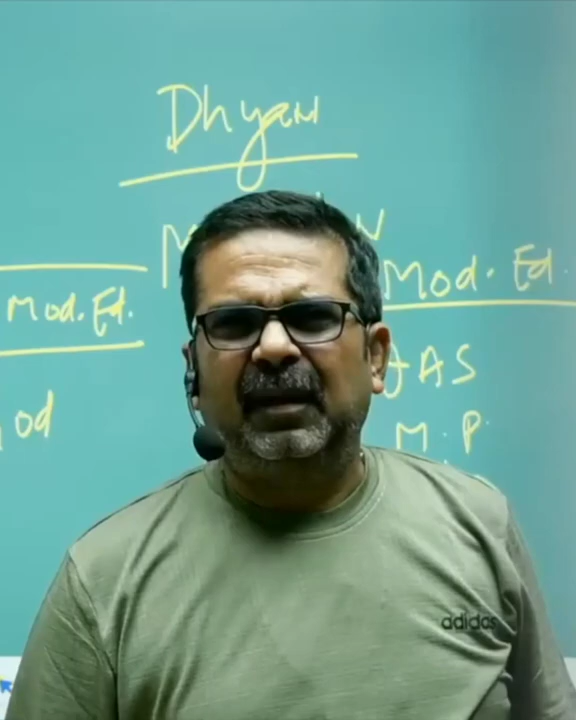 Dhyan
Mod. Ed.
Mod. Ed.
AS
M. P.
od
adidas